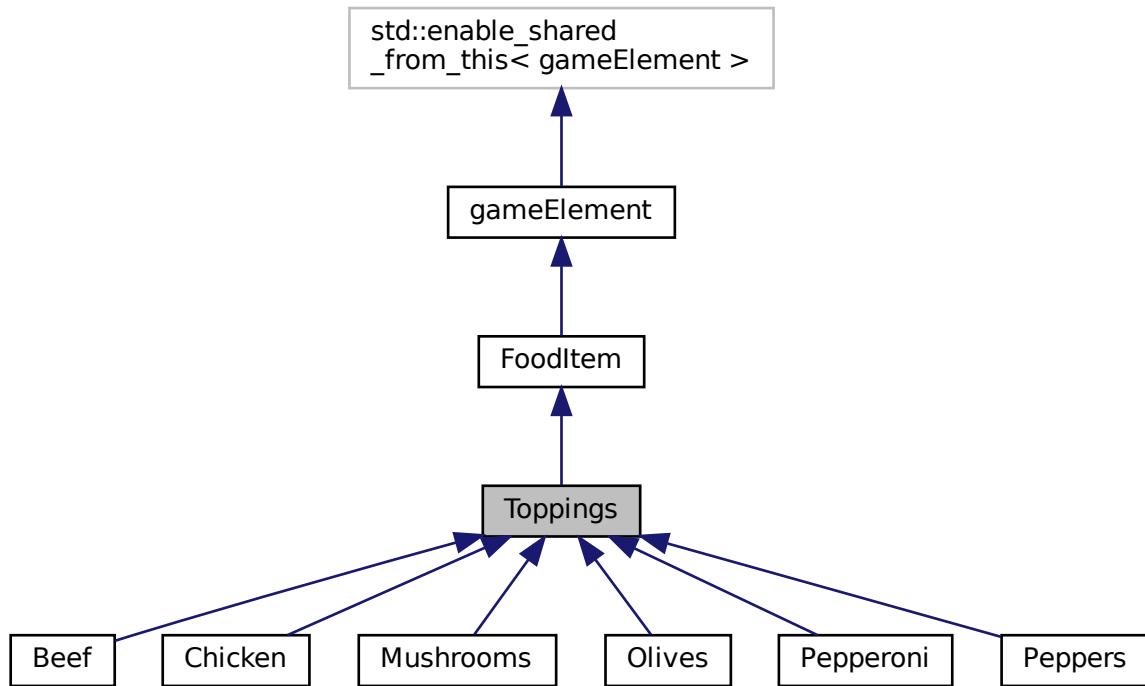 std::enable_shared
_from_this< gameElement >
gameElement
FoodItem
Toppings
Beef
Chicken
Mushrooms
Olives
Pepperoni
Peppers